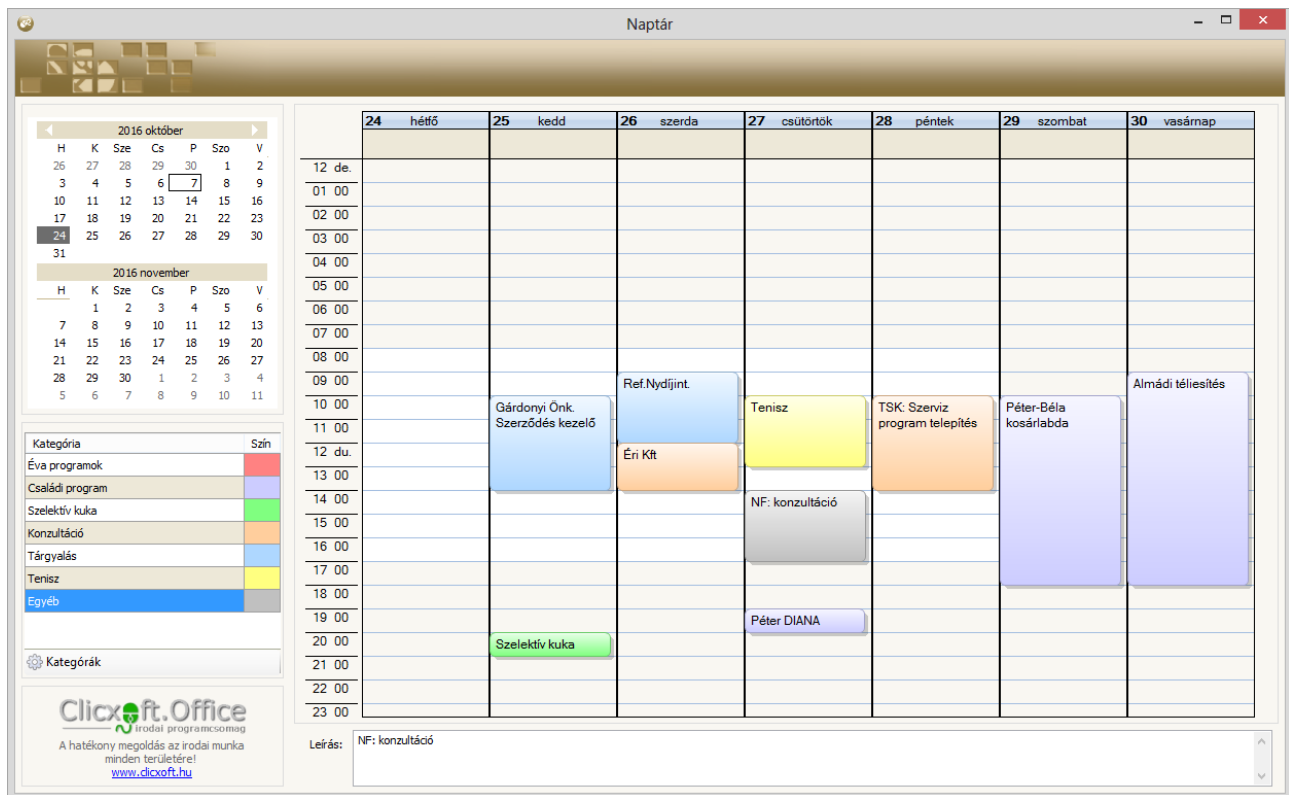 Naptár
2016 október
H K Sze Cs P Szo V
26 27 28 29 30 1 2
3 4 5 6 7 8 9
10 11 12 13 14 15 16
17 18 19 20 21 22 23
24 25 26 27 28 29 30
31
2016 november
H K Sze Cs P Szo V
1 2 3 4 5 6
7 8 9 10 11 12 13
14 15 16 17 18 19 20
21 22 23 24 25 26 27
28 29 30 1 2 3 4
5 6 7 8 9 10 11
Kategória Szín
Éva programok
Családi program
Szelektív kuka
Konzultáció
Tárgyalás
Tenisz
Egyéb
Kategórák
Clicxoft.Office
irodai programcsomag
A hatékony megoldás az irodai munka
minden területére!
www.clicxoft.hu
24 hétfő 25 kedd 26 szerda 27 csütörtök 28 péntek 29 szombat 30 vasárnap
12 de.
01 00
02 00
03 00
04 00
05 00
06 00
07 00
08 00
09 00
10 00
11 00
12 du.
13 00
14 00
15 00
16 00
17 00
18 00
19 00
20 00
21 00
22 00
23 00
Gárdonyi Önk.
Szerződés kezelő
Szelektív kuka
Ref.Nydíjint.
Éri Kft
Tenisz
NF: konzultáció
Péter DIANA
TSK: Szerviz
program telepítés
Péter-Béla
kosárlabda
Almádi téliesítés
Leírás: NF: konzultáció